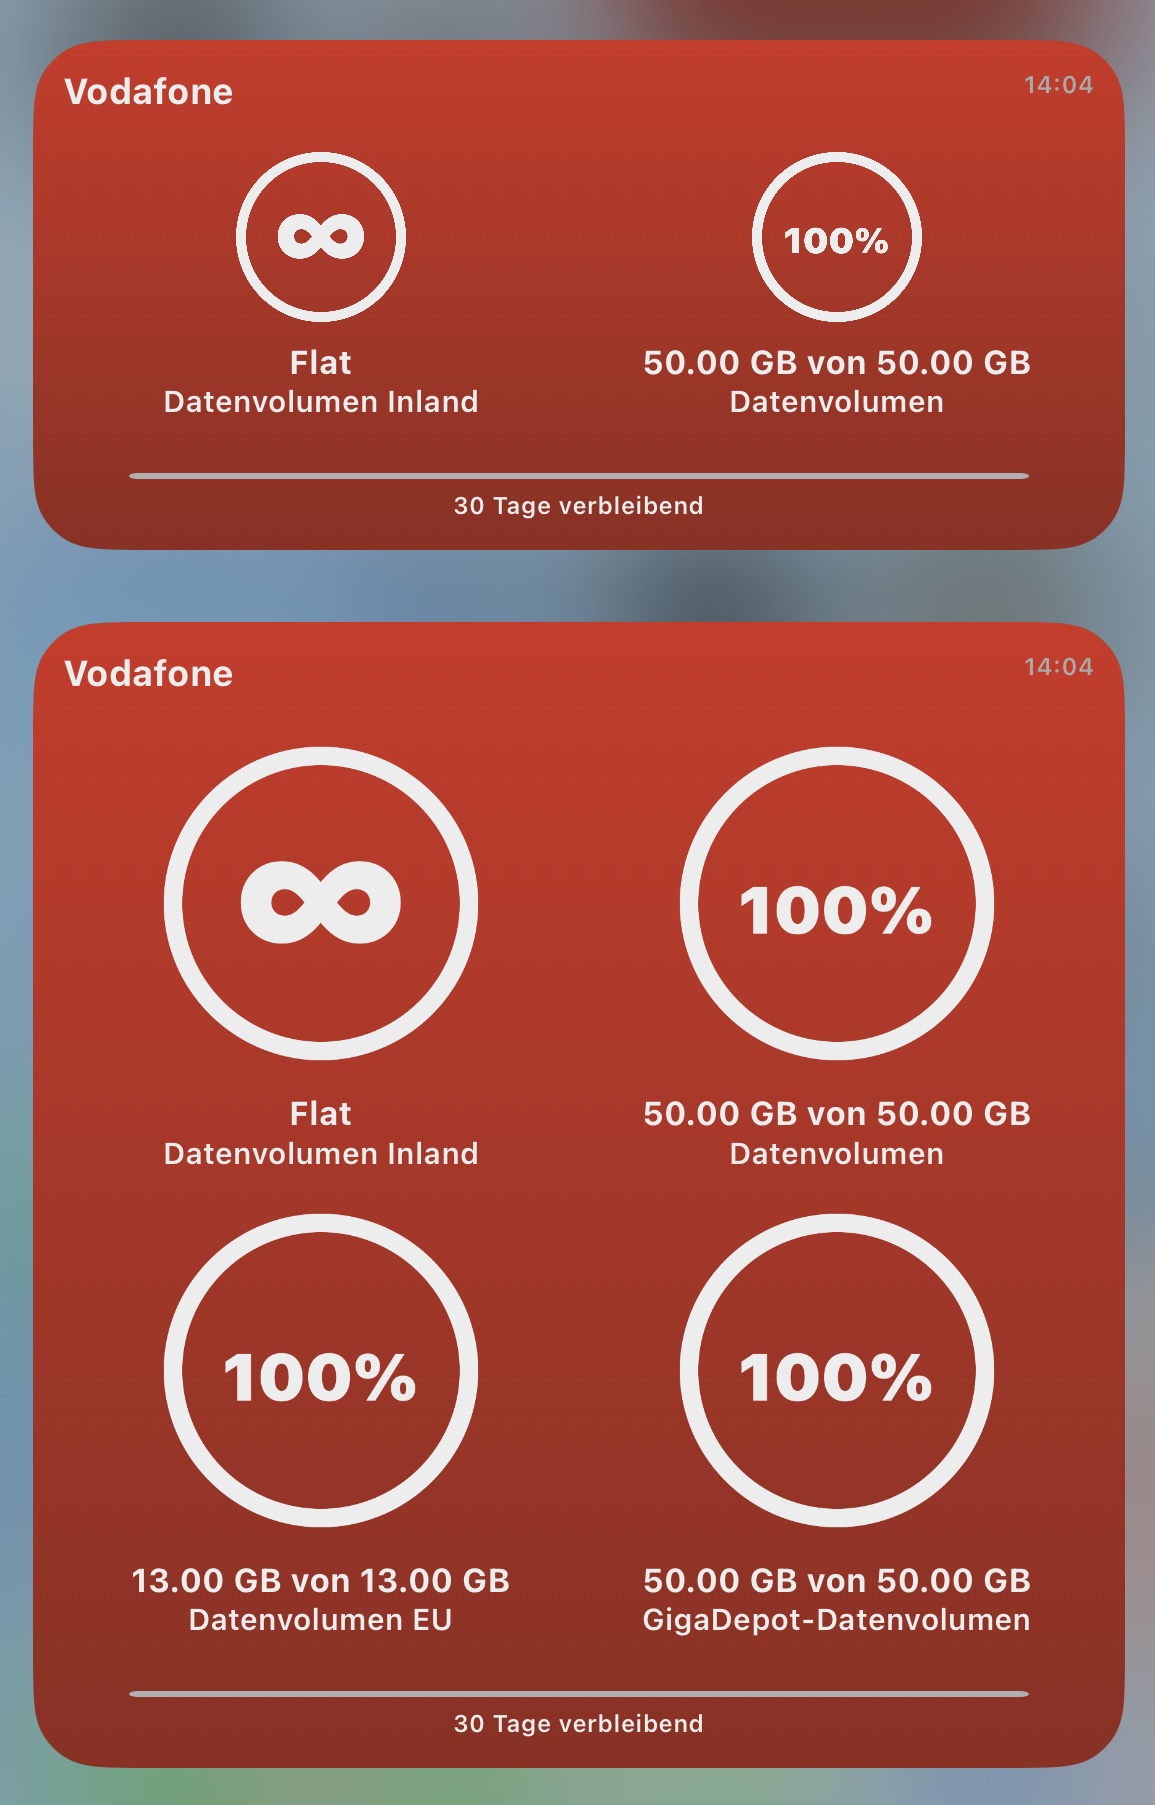 Vodafone
14:04
∞
100%
Flat
50.00 GB von 50.00 GB
Datenvolumen Inland
Datenvolumen
30 Tage verbleibend
Vodafone
14:04
∞
100%
Flat
50.00 GB von 50.00 GB
Datenvolumen Inland
Datenvolumen
100%
100%
13.00 GB von 13.00 GB
50.00 GB von 50.00 GB
Datenvolumen EU
GigaDepot-Datenvolumen
30 Tage verbleibend